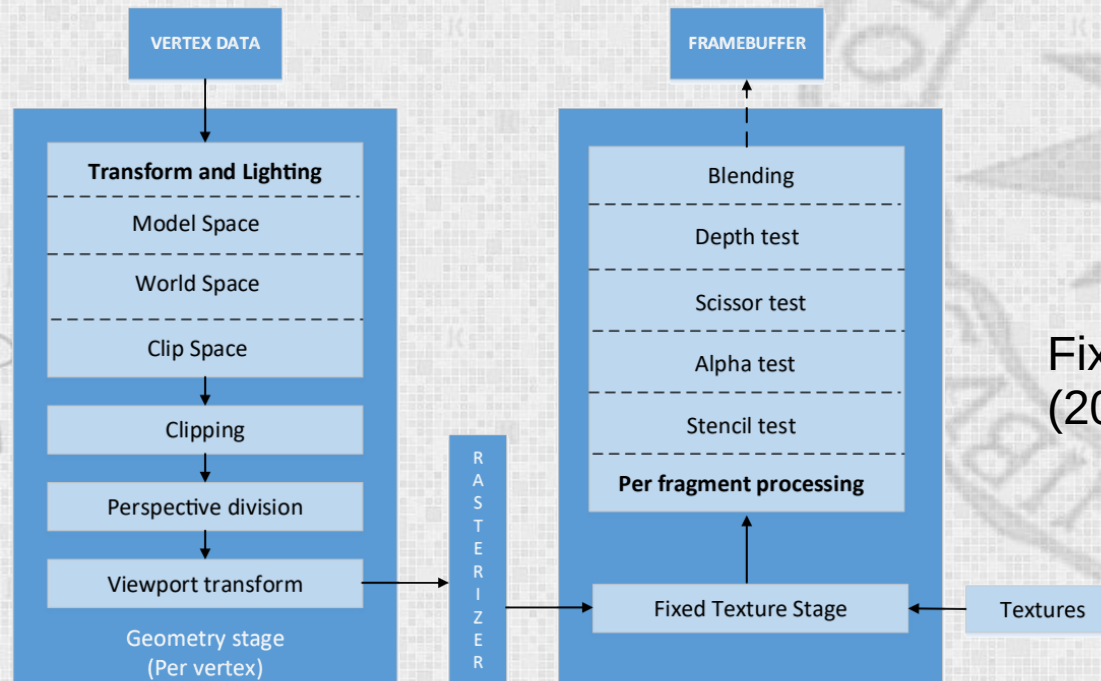 VERTEX DATA
Transform and Lighting
Model Space
World Space
Clip Space
Clipping
Perspective division
Viewport transform
Geometry stage
(Per vertex)
RASTERIZER
FRAMEBUFFER
Blending
Depth test
Scissor test
Alpha test
Stencil test
Per fragment processing
Fixed Texture Stage
Textures